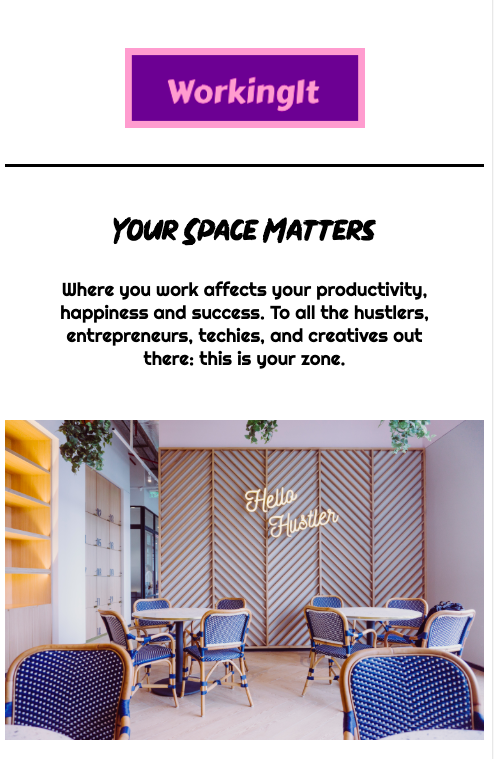 WorkingIt
Your Space Matters
Where you work affects your productivity,
happiness and success. To all the hustlers,
entrepreneurs, techies, and creatives out
there: this is your zone.
Hello
Hustler